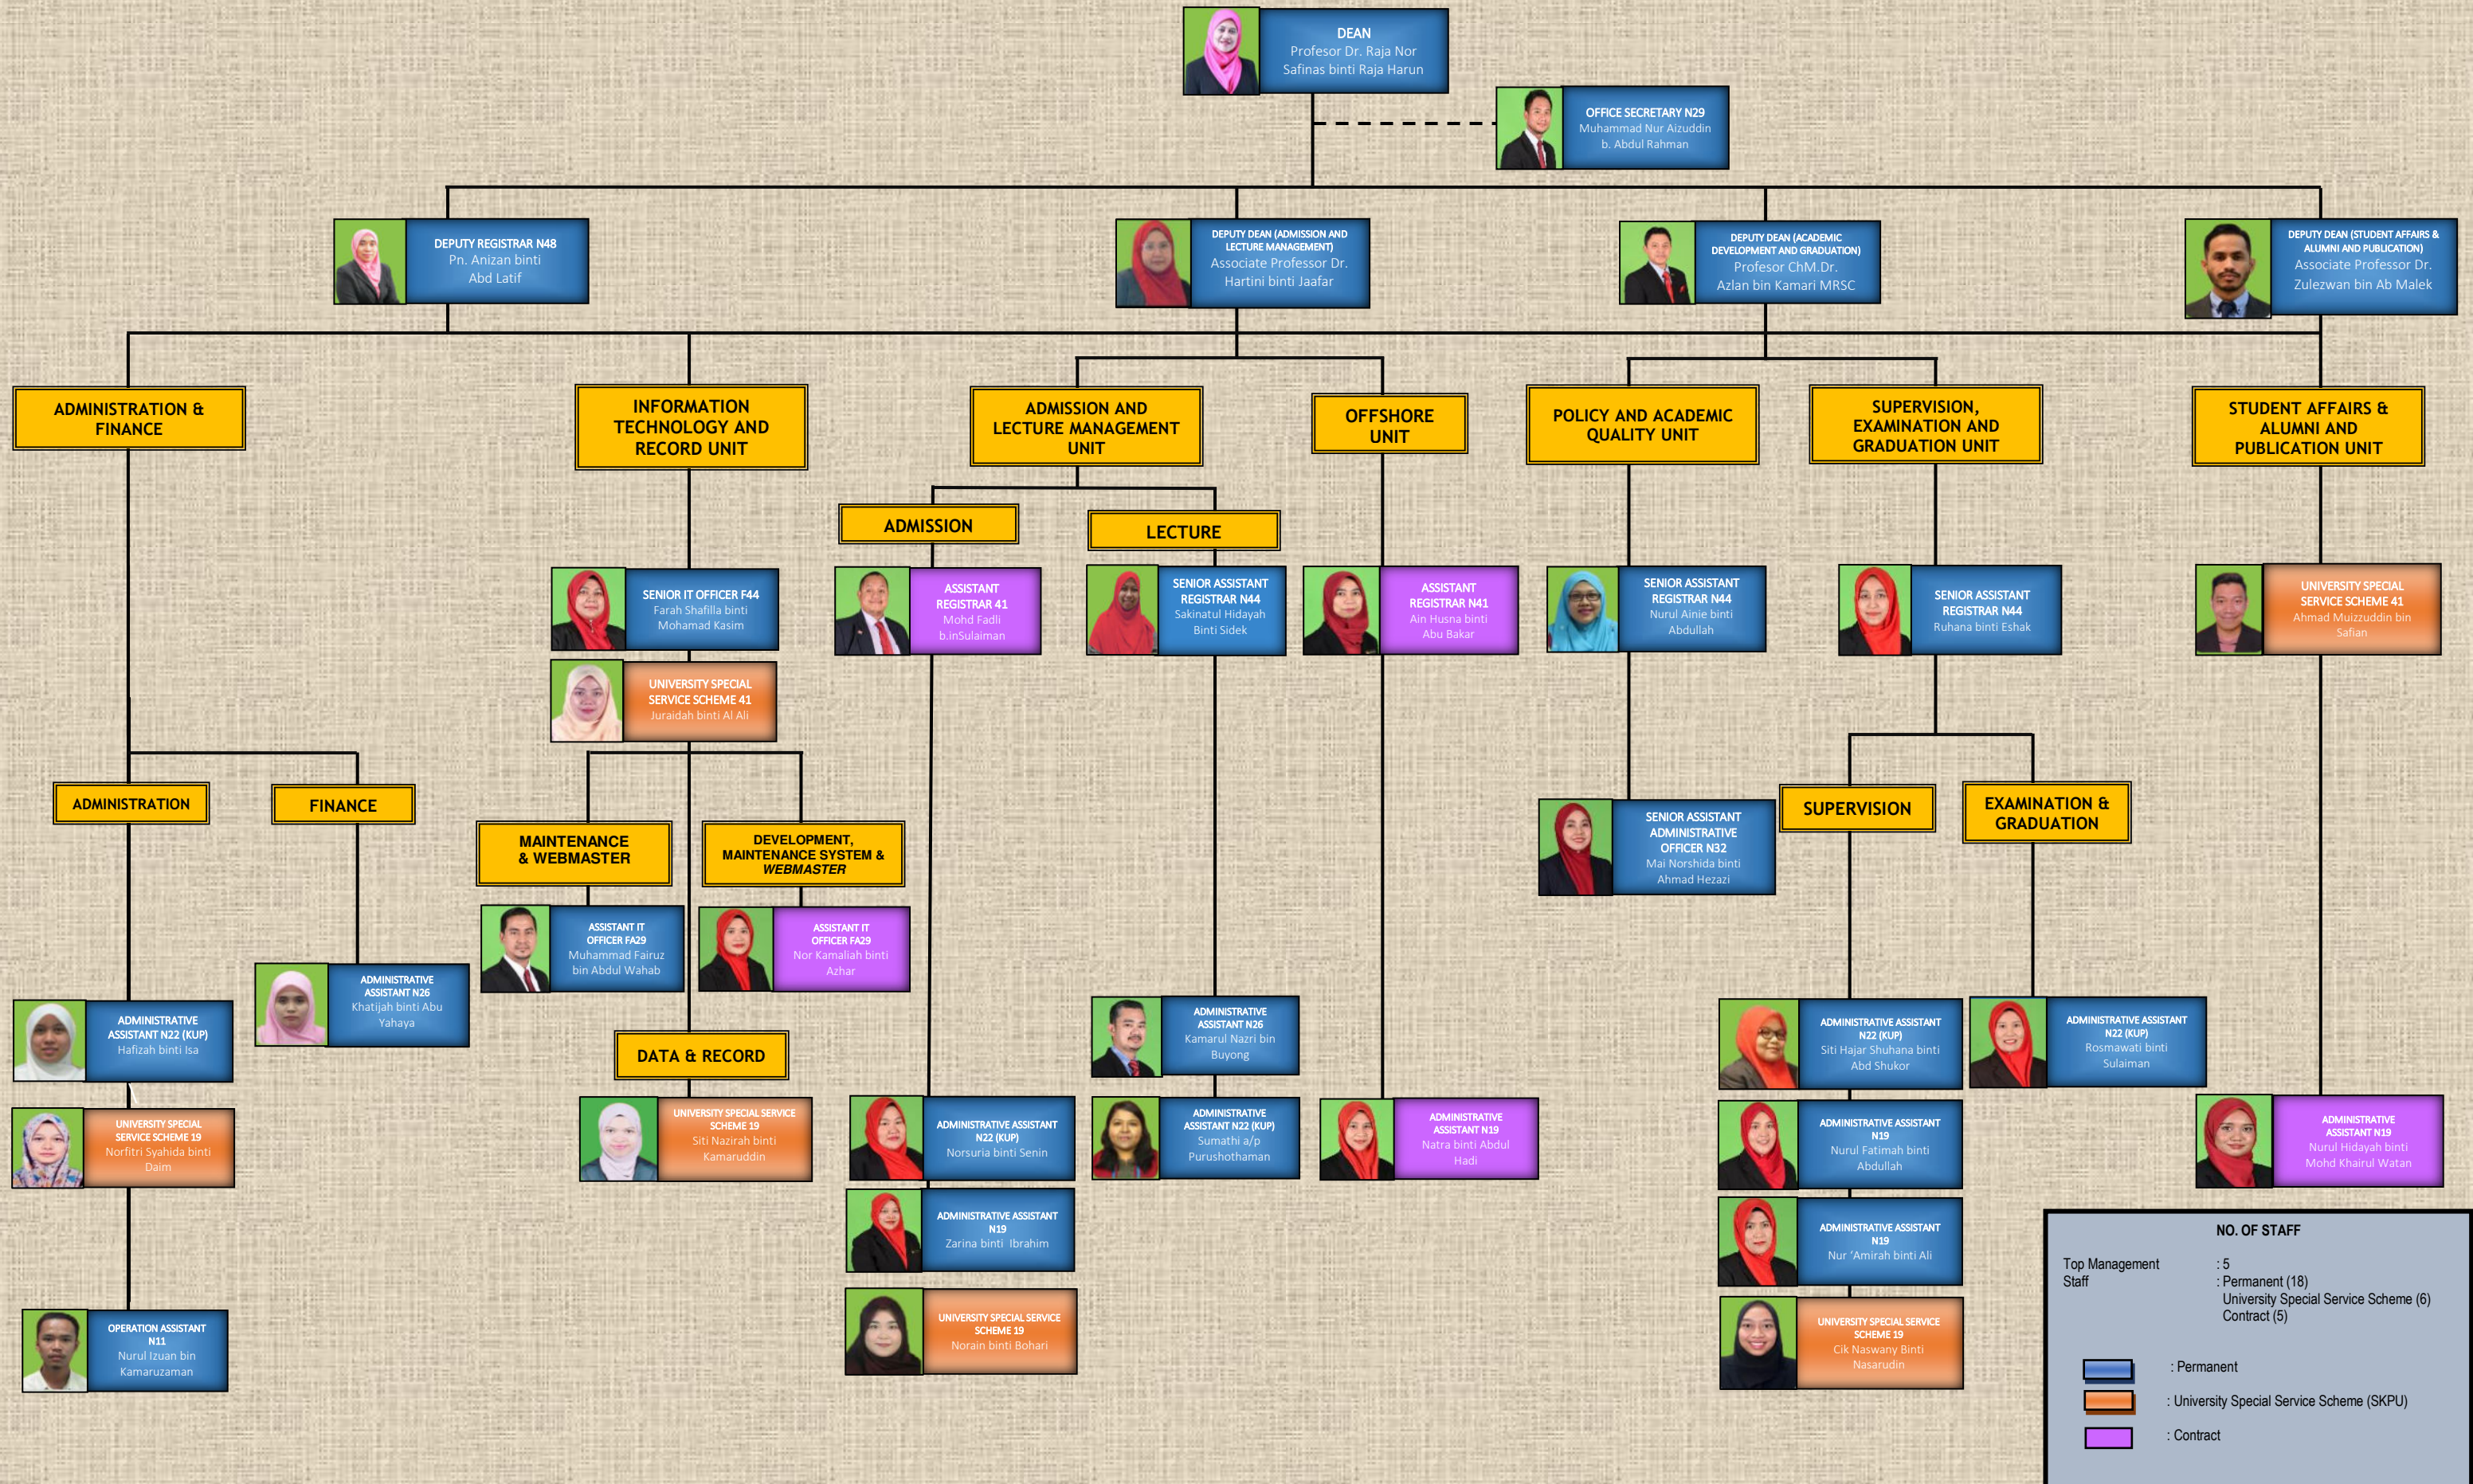 DEAN
Profesor Dr. Raja Nor
Safinas binti Raja Harun
OFFICE SECRETARY N29
Muhammad Nur Aizuddin
b. Abdul Rahman
DEPUTY REGISTRAR N48
Pn. Anizan binti
Abd Latif
DEPUTY DEAN (ADMISSION AND
LECTURE MANAGEMENT)
Associate Professor Dr.
Hartini binti Jaafar
DEPUTY DEAN (ACADEMIC
DEVELOPMENT AND GRADUATION)
Profesor ChM.Dr.
Azlan bin Kamari MRSC
DEPUTY DEAN (STUDENT AFFAIRS &
ALUMNI AND PUBLICATION)
Associate Professor Dr.
Zulezwan bin Ab Malek
ADMINISTRATION &
FINANCE
INFORMATION
TECHNOLOGY AND
RECORD UNIT
ADMISSION AND
LECTURE MANAGEMENT
UNIT
OFFSHORE
UNIT
POLICY AND ACADEMIC
QUALITY UNIT
SUPERVISION,
EXAMINATION AND
GRADUATION UNIT
STUDENT AFFAIRS &
ALUMNI AND
PUBLICATION UNIT
ADMISSION
LECTURE
SENIOR IT OFFICER F44
Farah Shafilla binti
Mohamad Kasim
ASSISTANT
REGISTRAR 41
Mohd Fadli
b.inSulaiman
SENIOR ASSISTANT
REGISTRAR N44
Sakinatul Hidayah
Binti Sidek
ASSISTANT
REGISTRAR N41
Ain Husna binti
Abu Bakar
SENIOR ASSISTANT
REGISTRAR N44
Nurul Ainie binti
Abdullah
SENIOR ASSISTANT
REGISTRAR N44
Ruhana binti Eshak
UNIVERSITY SPECIAL
SERVICE SCHEME 41
Ahmad Muizzuddin bin
Safian
UNIVERSITY SPECIAL
SERVICE SCHEME 41
Juraidah binti Al Ali
ADMINISTRATION
FINANCE
MAINTENANCE
& WEBMASTER
DEVELOPMENT,
MAINTENANCE SYSTEM &
WEBMASTER
SENIOR ASSISTANT
ADMINISTRATIVE
OFFICER N32
Mai Norshida binti
Ahmad Hezazi
SUPERVISION
EXAMINATION &
GRADUATION
ASSISTANT IT
OFFICER FA29
Muhammad Fairuz
bin Abdul Wahab
ASSISTANT IT
OFFICER FA29
Nor Kamaliah binti
Azhar
ADMINISTRATIVE
ASSISTANT N26
Khatijah binti Abu
Yahaya
ADMINISTRATIVE
ASSISTANT N22 (KUP)
Hafizah binti Isa
DATA & RECORD
ADMINISTRATIVE
ASSISTANT N26
Kamarul Nazri bin
Buyong
ADMINISTRATIVE ASSISTANT
N22 (KUP)
Siti Hajar Shuhana binti
Abd Shukor
ADMINISTRATIVE ASSISTANT
N22 (KUP)
Rosmawati binti
Sulaiman
UNIVERSITY SPECIAL
SERVICE SCHEME 19
Norfitri Syahida binti
Daim
UNIVERSITY SPECIAL SERVICE
SCHEME 19
Siti Nazirah binti
Kamaruddin
ADMINISTRATIVE ASSISTANT
N22 (KUP)
Norsuria binti Senin
ADMINISTRATIVE
ASSISTANT N22 (KUP)
Sumathi a/p
Purushothaman
ADMINISTRATIVE
ASSISTANT N19
Natra binti Abdul
Hadi
ADMINISTRATIVE ASSISTANT
N19
Nurul Fatimah binti
Abdullah
ADMINISTRATIVE
ASSISTANT N19
Nurul Hidayah binti
Mohd Khairul Watan
ADMINISTRATIVE ASSISTANT
N19
Zarina binti Ibrahim
ADMINISTRATIVE ASSISTANT
N19
Nur ‘Amirah binti Ali
OPERATION ASSISTANT
N11
Nurul Izuan bin
Kamaruzaman
UNIVERSITY SPECIAL SERVICE
SCHEME 19
Norain binti Bohari
UNIVERSITY SPECIAL SERVICE
SCHEME 19
Cik Naswany Binti
Nasarudin
NO. OF STAFF
Top Management : 5
Staff : Permanent (18)
University Special Service Scheme (6)
Contract (5)
: Permanent
: University Special Service Scheme (SKPU)
: Contract